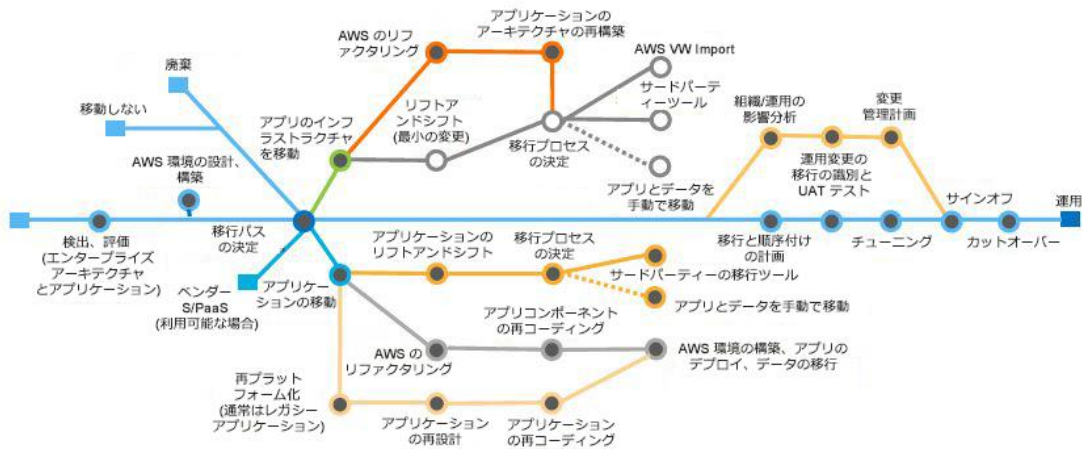 アプリケーションの
アーキテクチャの再構築
AWS のリフ
ァクタリング
AWS VW Import
廃棄
サードパーティ
ーツール
移動しない
アプリのインフ
ラストラクチャ
を移動
リフトア
ンドシフト
(最小の変更)
移行プロセス
の決定
組織/運用の
影響分析
変更
管理計画
AWS 環境の設計、
構築
アプリとデータを
手動で移動
運用変更の
移行の識別と
UAT テスト
サインオフ
運用
検出、評価
(エンタープライズ
アーキテクチャ
とアプリケーション)
移行パス
の決定
アプリケーションの
リフトアンドシフト
移行プロセス
の決定
移行と順序付け
の計画
チューニング
カットオーバー
サードパーティーの移行ツール
ベンダー
S/PaaS
(利用可能な場合)
アプリケー
ションの移動
アプリとデータを手動で移動
アプリコンポーネント
の再コーディング
AWS の
リファクタリング
AWS 環境の構築、アプリの
デプロイ、データの移行
再プラット
フォーム化
(通常はレガシー
アプリケーション)
アプリケーション
の再設計
アプリケーション
の再コーディング